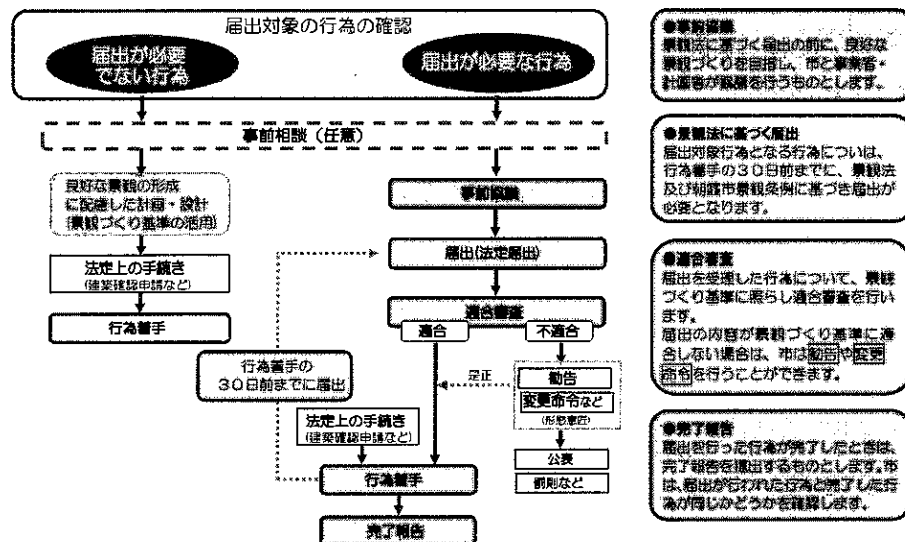 届出対象の行為の確認
届出が必要
でない行為
届出が必要な行為
事前相談（任意）
良好な景観の形成
に配慮した計画・設計
(景観づくり基準の活用)
法定上の手続き
(建築確認申請など)
行為着手
事前協議
届出(法定届出)
適合審査
適合
不適合
行為着手の
３０日前までに届出
是正
勧告
変更命令など
(形態意匠)
法定上の手続き
(建築確認申請など)
公表
罰則など
行為着手
完了報告
●事前協議
景観法に基づく届出の前に、良好な
景観づくりを目指し、市と事業者・
計画者が協議を行うものとします。
●景観法に基づく届出
届出対象行為となる行為についは、
行為着手の３０日前までに、景観法
及び朝霞市景観条例に基づき届出が
必要となります。
●適合審査
届出を受理した行為について、景観
づくり基準に照らし適合審査を行い
ます。
届出の内容が景観づくり基準に適
合しない場合は、市は勧告や変更
命令を行うことができます。
●完了報告
届出を行った行為が完了したときは、
完了報告を提出するものとします。市
は、届出が行われた行為と完了した行
為が同じかどうかを確認します。